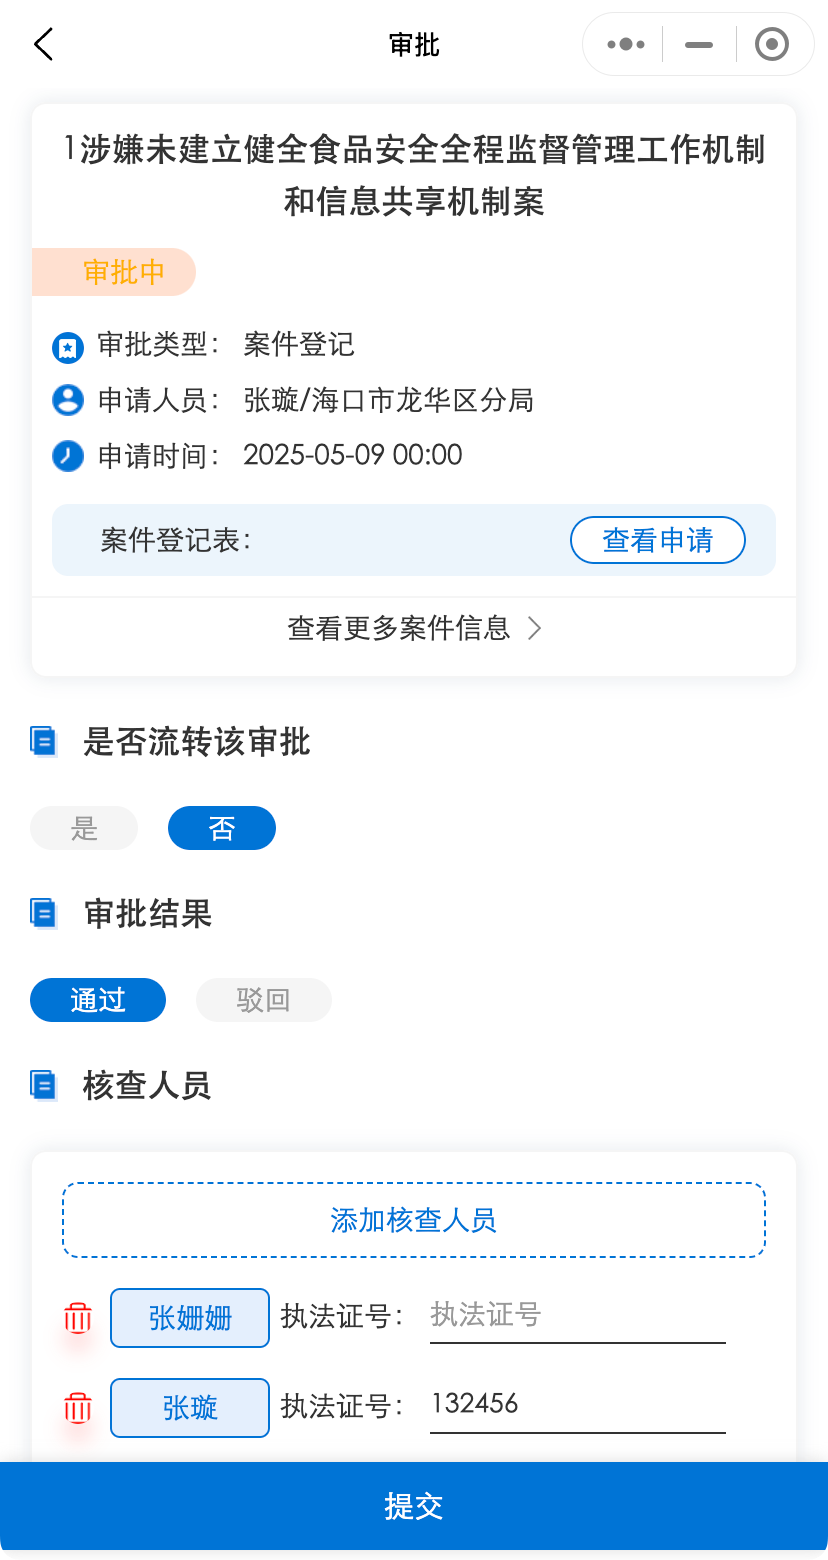 审批
1涉嫌未建立健全食品安全全程监督管理工作机制
和信息共享机制案
审批中
审批类型： 案件登记
申请人员： 张璇/海口市龙华区分局
申请时间： 2025-05-09 00:00
案件登记表： 查看申请
查看更多案件信息
是否流转该审批
是 否
审批结果
通过 驳回
核查人员
添加核查人员
张姗姗 执法证号： 执法证号
张璇 执法证号： 132456
提交